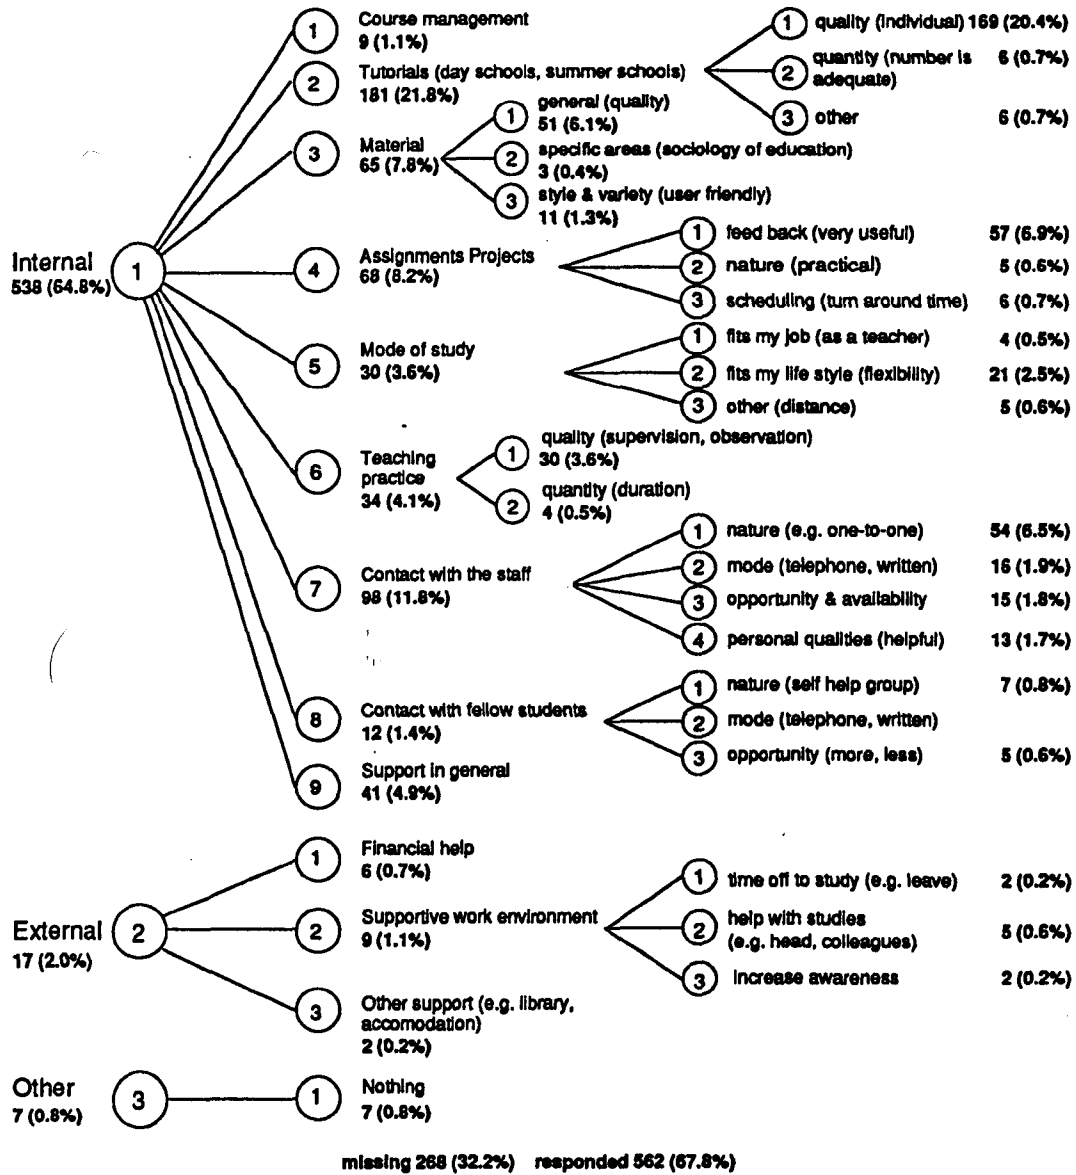 Internal
538 (64.8%)
1
1
Course management
9 (1.1%)
2
Tutorials (day schools, summer schools)
181 (21.8%)
1
quality (individual) 169 (20.4%)
2
quantity (number is adequate) 6 (0.7%)
3
other 6 (0.7%)
3
Material
65 (7.8%)
1
general (quality)
51 (6.1%)
2
specific areas (sociology of education)
3 (0.4%)
3
style & variety (user friendly)
11 (1.3%)
4
Assignments Projects
68 (8.2%)
1
feed back (very useful) 57 (6.9%)
2
nature (practical) 5 (0.6%)
3
scheduling (turn around time) 6 (0.7%)
5
Mode of study
30 (3.6%)
1
fits my job (as a teacher) 4 (0.5%)
2
fits my life style (flexibility) 21 (2.5%)
3
other (distance) 5 (0.6%)
6
Teaching
practice
34 (4.1%)
1
quality (supervision, observation)
30 (3.6%)
2
quantity (duration)
4 (0.5%)
7
Contact with the staff
98 (11.8%)
1
nature (e.g. one-to-one) 54 (6.5%)
2
mode (telephone, written) 16 (1.9%)
3
opportunity & availability 15 (1.8%)
4
personal qualities (helpful) 13 (1.7%)
8
Contact with fellow students
12 (1.4%)
1
nature (self help group) 7 (0.8%)
2
mode (telephone, written)
3
opportunity (more, less) 5 (0.6%)
9
Support in general
41 (4.9%)
External
17 (2.0%)
2
1
Financial help
6 (0.7%)
2
Supportive work environment
9 (1.1%)
1
time off to study (e.g. leave) 2 (0.2%)
2
help with studies
(e.g. head, colleagues) 5 (0.6%)
3
increase awareness 2 (0.2%)
3
Other support (e.g. library,
accomodation)
2 (0.2%)
Other
7 (0.8%)
3
1
Nothing
7 (0.8%)
missing 268 (32.2%) responded 562 (67.8%)